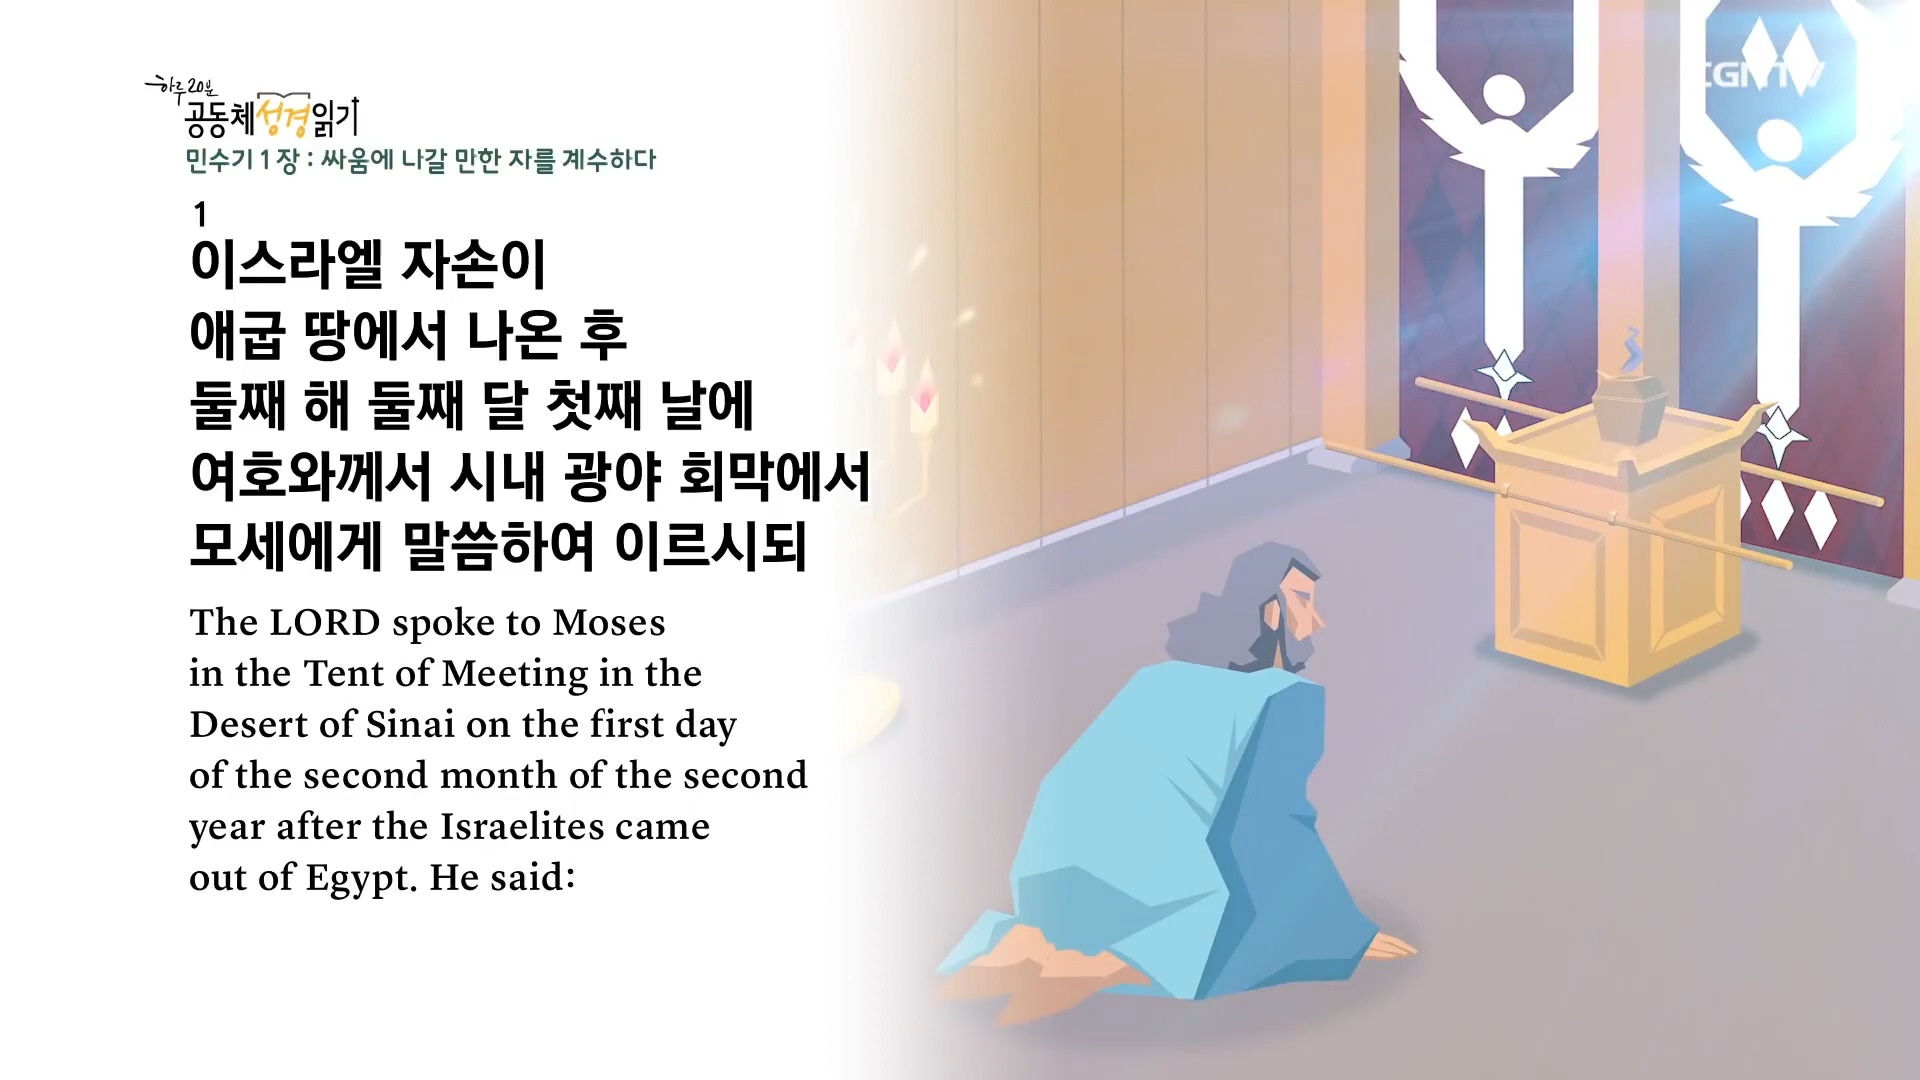 하루 20분
공동체성경읽기
CGNTV
민수기 1장 : 싸움에 나갈 만한 자를 계수하다
1
이스라엘 자손이
애굽 땅에서 나온 후
둘째 해 둘째 달 첫째 날에
여호와께서 시내 광야 회막에서
모세에게 말씀하여 이르시되
The LORD spoke to Moses
in the Tent of Meeting in the
Desert of Sinai on the first day
of the second month of the second
year after the Israelites came
out of Egypt. He said: